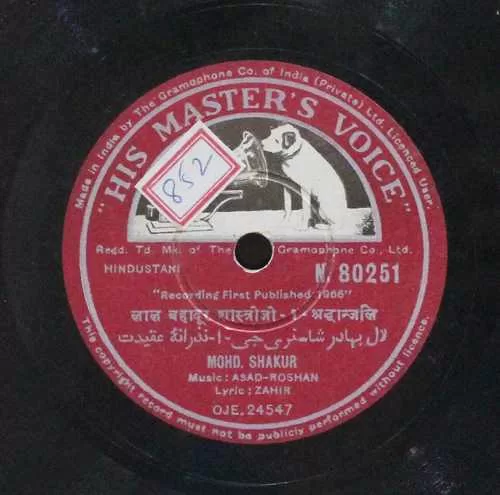 Made in India by The Gramophone Co. of India (Private) Ltd. Licenced User.
"HIS MASTER'S VOICE"
852
Regd. Td. Mk. of The Gramophone Co., Ltd.
HINDUSTANI
N. 80251
"Recording First Published 1966"
लाल बहादुर शास्त्रीजी - 1 - श्रद्धान्जलि
لال بہادر شاستری جی - ۱ - نذرانۂ عقیدت
MOHD. SHAKUR
Music: ASAD-ROSHAN
Lyric: ZAHIR
OJE. 24547
This copyright record must not be publicly performed without licence.